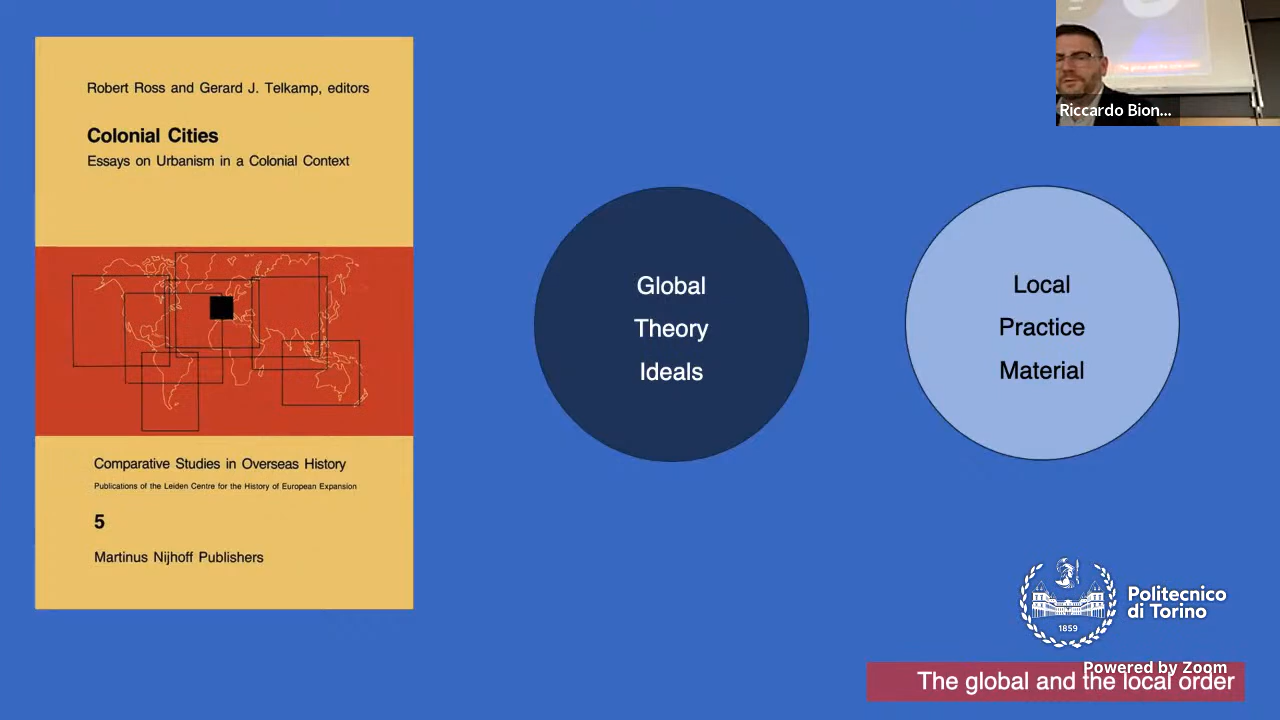 Robert Ross and Gerard J. Telkamp, editors
Colonial Cities
Essays on Urbanism in a Colonial Context
Comparative Studies in Overseas History
Publications of the Leiden Centre for the History of European Expansion
5
Martinus Nijhoff Publishers
Global
Theory
Ideals
Local
Practice
Material
Riccardo Bion...
1859
Politecnico
di Torino
Powered by Zoom
The global and the local order